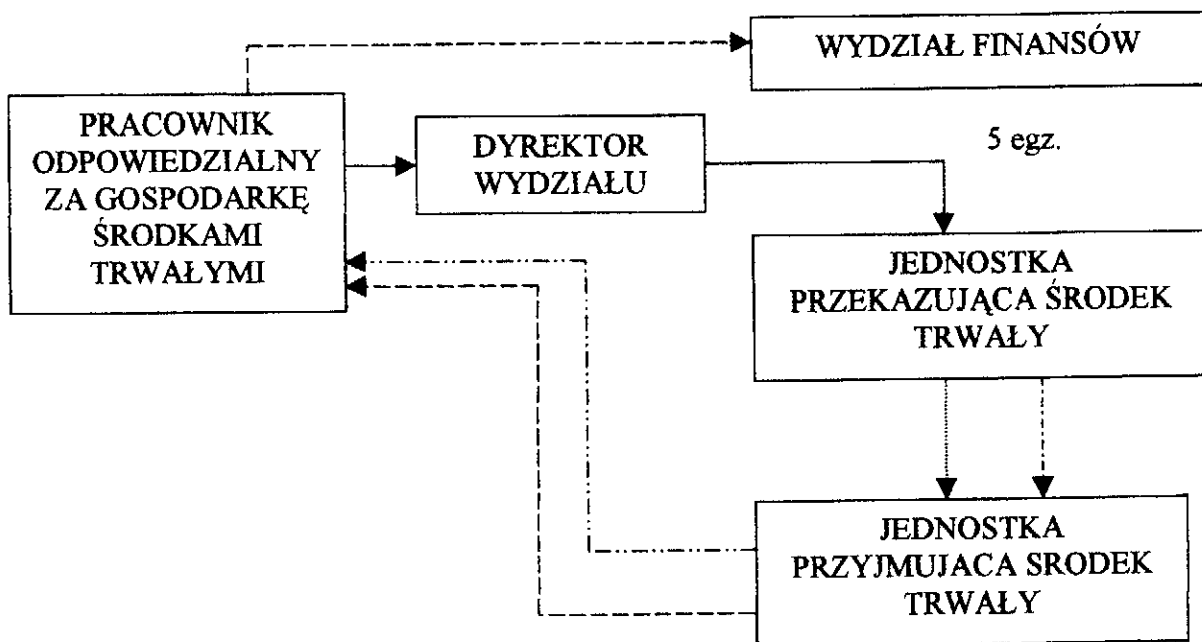 WYDZIAŁ FINANSÓW
PRACOWNIK
ODPOWIEDZIALNY
ZA GOSPODARKĘ
ŚRODKAMI
TRWAŁYMI
DYREKTOR
WYDZIAŁU
5 egz.
JEDNOSTKA
PRZEKAZUJĄCA ŚRODEK
TRWAŁY
JEDNOSTKA
PRZYJMUJACA SRODEK
TRWAŁY